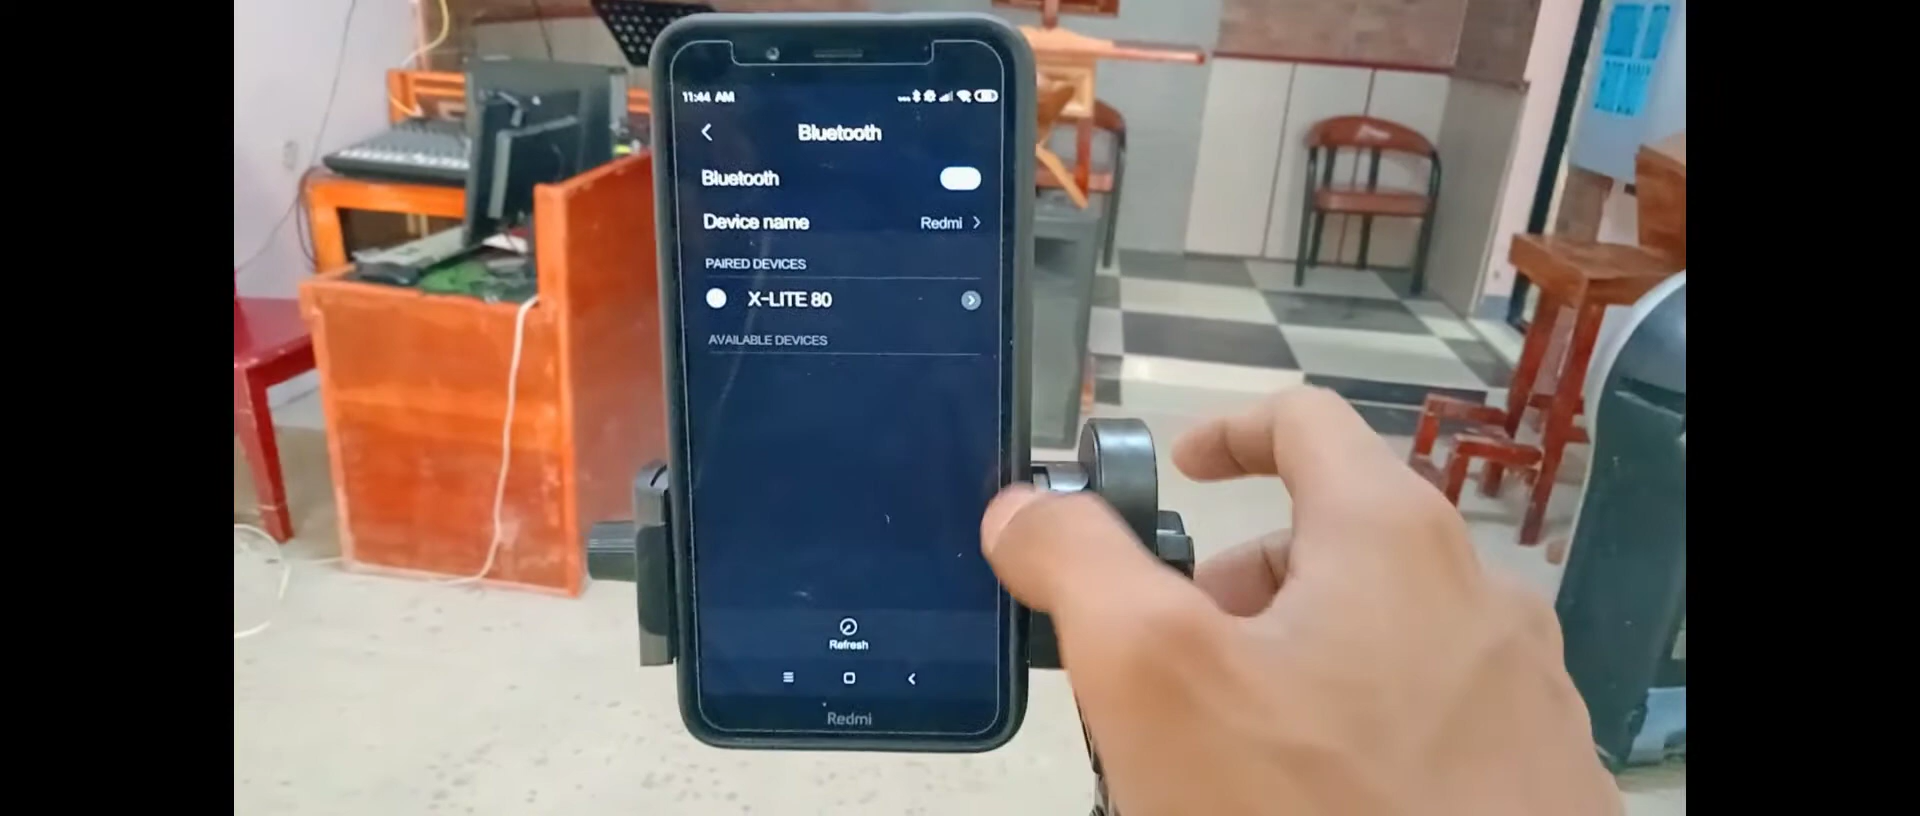 11:44 AM
Bluetooth
Bluetooth
Device name Redmi
PAIRED DEVICES
X-LITE 80
AVAILABLE DEVICES
Refresh
Redmi